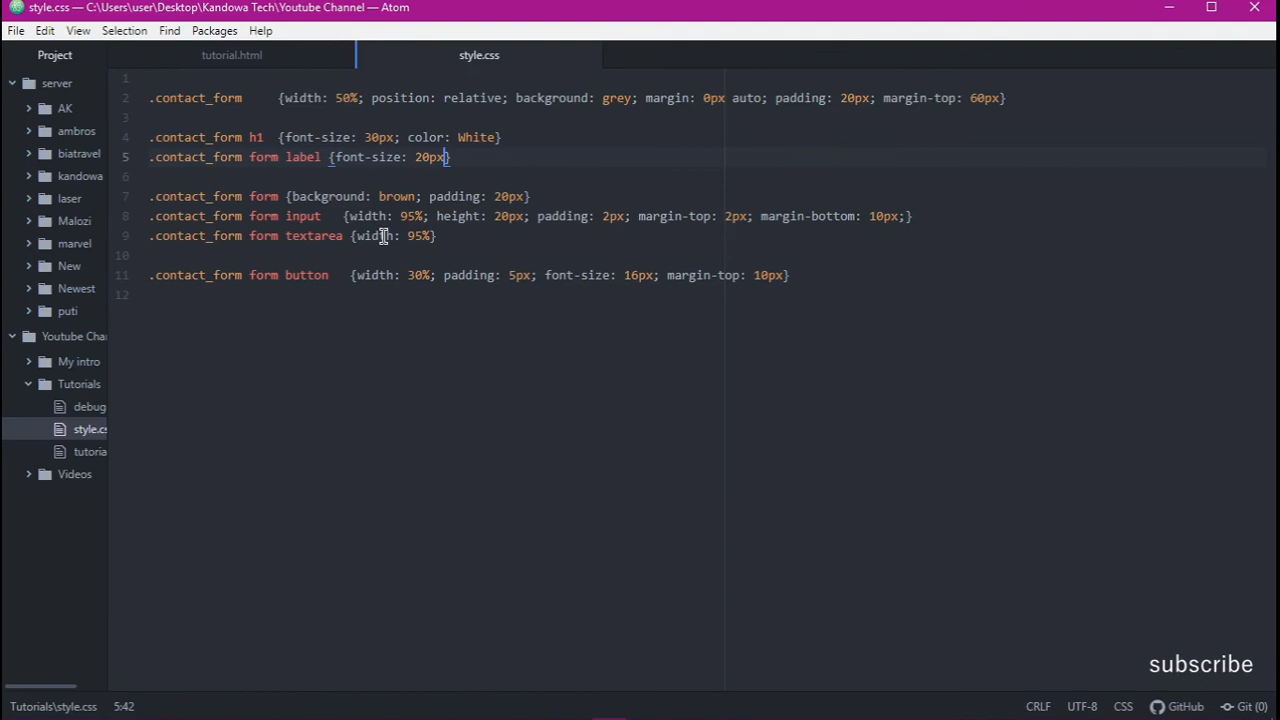 style.css — C:\Users\user\Desktop\Kandowa Tech\Youtube Channel — Atom
File Edit View Selection Find Packages Help
Project
tutorial.html
style.css
server
AK
ambros
biatravel
kandowa
laser
Malozi
marvel
New
Newest
puti
Youtube Cha
My intro
Tutorials
debug
style.cs
tutoria
Videos
1
2 .contact_form {width: 50%; position: relative; background: grey; margin: 0px auto; padding: 20px; margin-top: 60px}
3
4 .contact_form h1 {font-size: 30px; color: White}
5 .contact_form form label {font-size: 20px}
6
7 .contact_form form {background: brown; padding: 20px}
8 .contact_form form input {width: 95%; height: 20px; padding: 2px; margin-top: 2px; margin-bottom: 10px;}
9 .contact_form form textarea {width: 95%}
10
11 .contact_form form button {width: 30%; padding: 5px; font-size: 16px; margin-top: 10px}
12
subscribe
Tutorials\style.css 5:42 CRLF UTF-8 CSS GitHub Git (0)